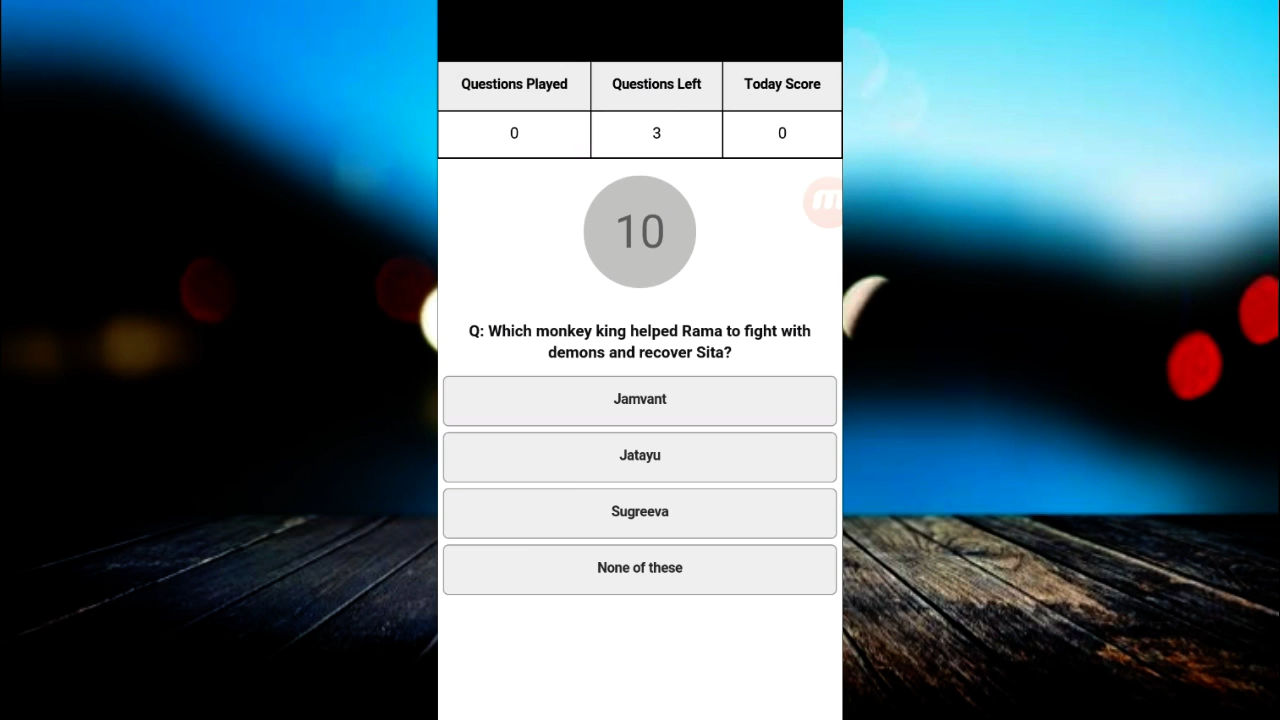 Questions Played Questions Left Today Score
0 3 0
10
Q: Which monkey king helped Rama to fight with
demons and recover Sita?
Jamvant
Jatayu
Sugreeva
None of these